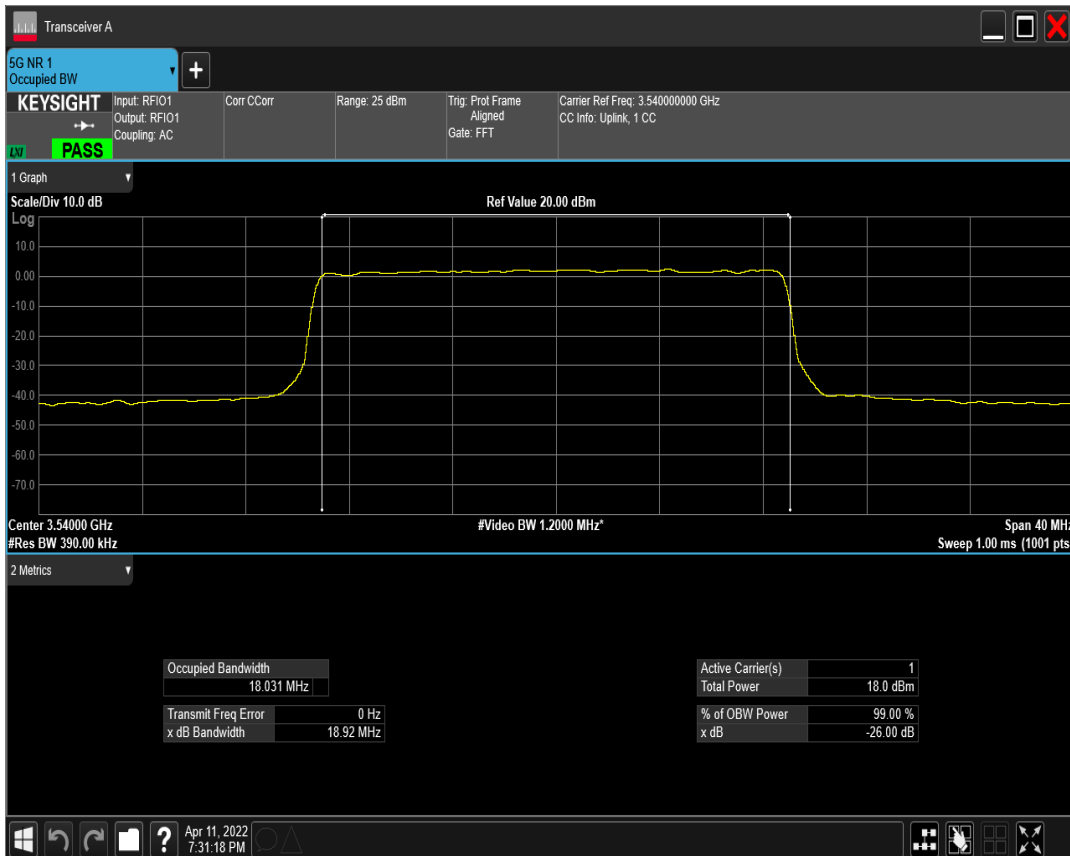 Transceiver A
5G NR 1
Occupied BW
+
KEYSIGHT
Input: RFIO1
Output: RFIO1
Coupling: AC
Corr CCorr
Range: 25 dBm
Trig: Prot Frame
Aligned
Gate: FFT
Carrier Ref Freq: 3.540000000 GHz
CC Info: Uplink, 1 CC
LXI
PASS
1 Graph
Scale/Div 10.0 dB
Ref Value 20.00 dBm
Log
10.0
0.00
-10.0
-20.0
-30.0
-40.0
-50.0
-60.0
-70.0
Center 3.54000 GHz
#Video BW 1.2000 MHz*
Span 40 MHz
#Res BW 390.00 kHz
Sweep 1.00 ms (1001 pts
2 Metrics
Occupied Bandwidth
18.031 MHz
Transmit Freq Error 0 Hz
x dB Bandwidth 18.92 MHz
Active Carrier(s) 1
Total Power 18.0 dBm
% of OBW Power 99.00 %
x dB -26.00 dB
?
Apr 11, 2022
7:31:18 PM